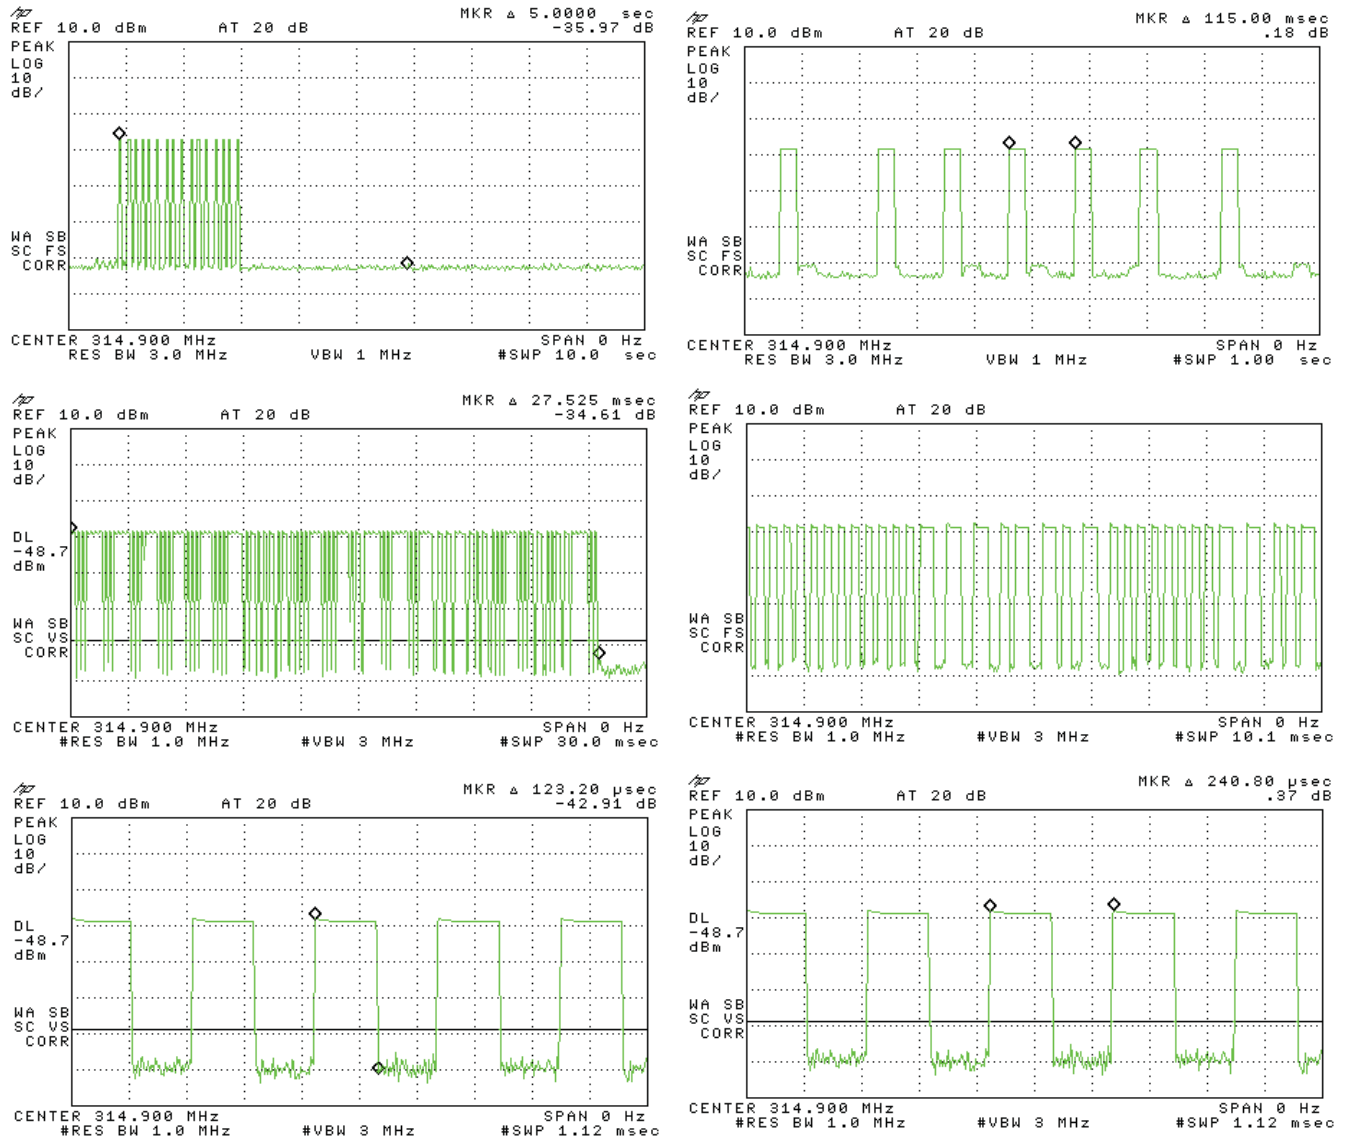 hp
MKR Δ 5.0000 sec
REF 10.0 dBm AT 20 dB -35.97 dB
PEAK
LOG
10
dB/
WA SB
SC FS
CORR
CENTER 314.900 MHz SPAN 0 Hz
RES BW 3.0 MHz VBW 1 MHz #SWP 10.0 sec
hp
MKR Δ 115.00 msec
REF 10.0 dBm AT 20 dB .18 dB
PEAK
LOG
10
dB/
WA SB
SC FS
CORR
CENTER 314.900 MHz SPAN 0 Hz
RES BW 3.0 MHz VBW 1 MHz #SWP 1.00 sec
hp
MKR Δ 27.525 msec
REF 10.0 dBm AT 20 dB -34.61 dB
PEAK
LOG
10
dB/
DL
-48.7
dBm
WA SB
SC VS
CORR
CENTER 314.900 MHz SPAN 0 Hz
#RES BW 1.0 MHz #VBW 3 MHz #SWP 30.0 msec
hp
REF 10.0 dBm AT 20 dB
PEAK
LOG
10
dB/
WA SB
SC FS
CORR
CENTER 314.900 MHz SPAN 0 Hz
#RES BW 1.0 MHz #VBW 3 MHz #SWP 10.1 msec
hp
MKR Δ 123.20 μsec
REF 10.0 dBm AT 20 dB -42.91 dB
PEAK
LOG
10
dB/
DL
-48.7
dBm
WA SB
SC VS
CORR
CENTER 314.900 MHz SPAN 0 Hz
#RES BW 1.0 MHz #VBW 3 MHz #SWP 1.12 msec
hp
MKR Δ 240.80 μsec
REF 10.0 dBm AT 20 dB .37 dB
PEAK
LOG
10
dB/
DL
-48.7
dBm
WA SB
SC VS
CORR
CENTER 314.900 MHz SPAN 0 Hz
#RES BW 1.0 MHz #VBW 3 MHz #SWP 1.12 msec